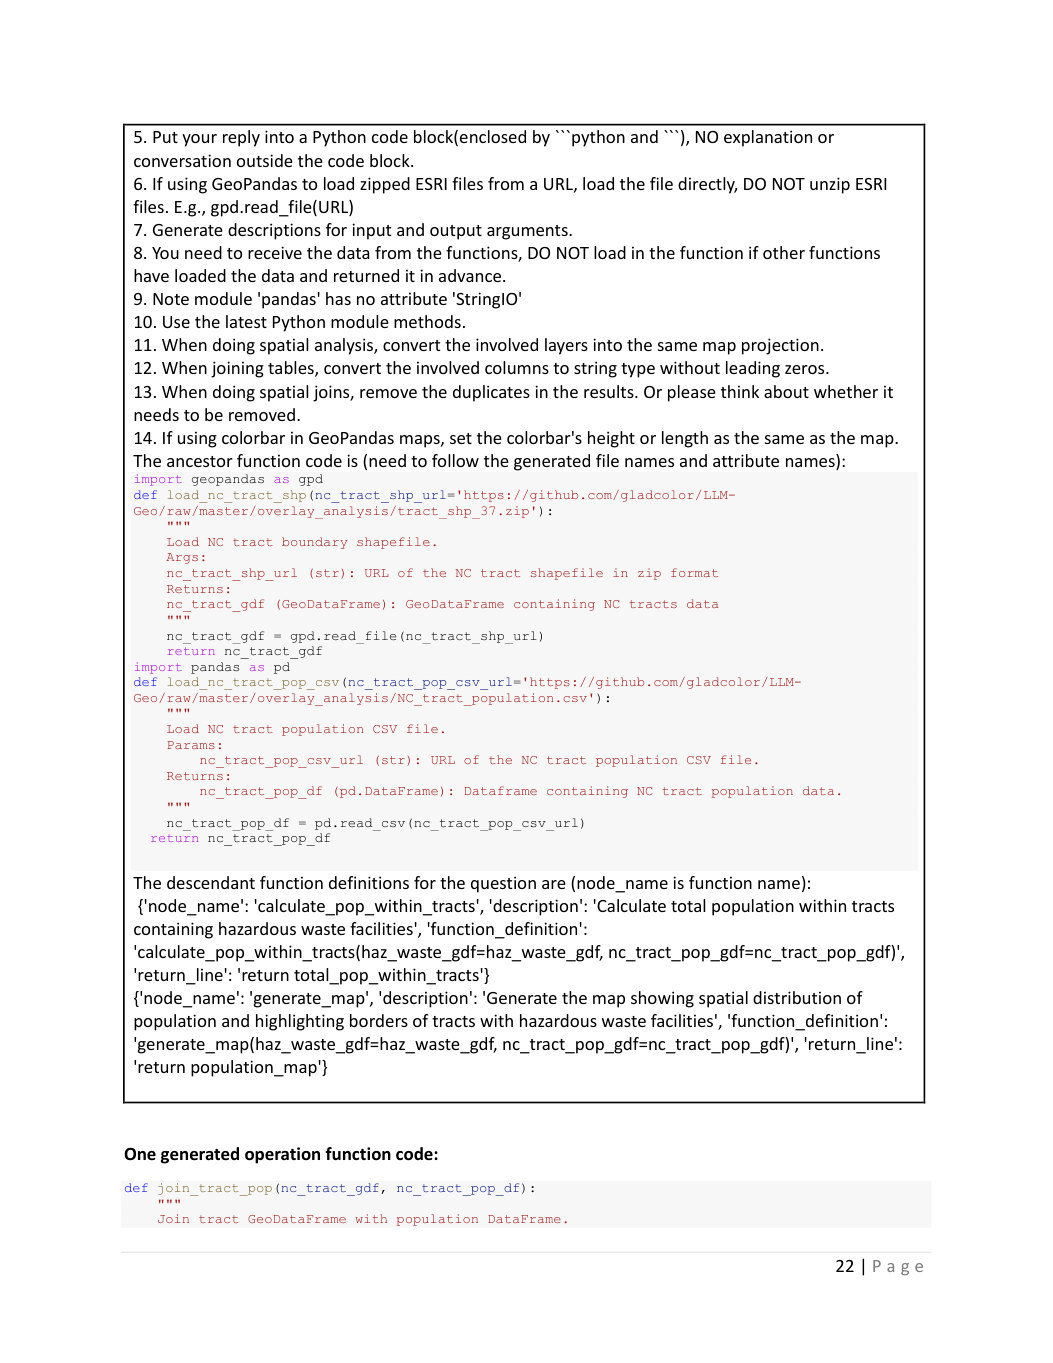 5. Put your reply into a Python code block(enclosed by ```python and ```), NO explanation or
conversation outside the code block.
6. If using GeoPandas to load zipped ESRI files from a URL, load the file directly, DO NOT unzip ESRI
files. E.g., gpd.read_file(URL)
7. Generate descriptions for input and output arguments.
8. You need to receive the data from the functions, DO NOT load in the function if other functions
have loaded the data and returned it in advance.
9. Note module 'pandas' has no attribute 'StringIO'
10. Use the latest Python module methods.
11. When doing spatial analysis, convert the involved layers into the same map projection.
12. When joining tables, convert the involved columns to string type without leading zeros.
13. When doing spatial joins, remove the duplicates in the results. Or please think about whether it
needs to be removed.
14. If using colorbar in GeoPandas maps, set the colorbar's height or length as the same as the map.
The ancestor function code is (need to follow the generated file names and attribute names):
import geopandas as gpd
def load_nc_tract_shp(nc_tract_shp_url='https://github.com/gladcolor/LLM-
Geo/raw/master/overlay_analysis/tract_shp_37.zip'):
    """
    Load NC tract boundary shapefile.
    Args:
    nc_tract_shp_url (str): URL of the NC tract shapefile in zip format
    Returns:
    nc_tract_gdf (GeoDataFrame): GeoDataFrame containing NC tracts data
    """
    nc_tract_gdf = gpd.read_file(nc_tract_shp_url)
    return nc_tract_gdf
import pandas as pd
def load_nc_tract_pop_csv(nc_tract_pop_csv_url='https://github.com/gladcolor/LLM-
Geo/raw/master/overlay_analysis/NC_tract_population.csv'):
    """
    Load NC tract population CSV file.
    Params:
        nc_tract_pop_csv_url (str): URL of the NC tract population CSV file.
    Returns:
        nc_tract_pop_df (pd.DataFrame): Dataframe containing NC tract population data.
    """
    nc_tract_pop_df = pd.read_csv(nc_tract_pop_csv_url)
  return nc_tract_pop_df
The descendant function definitions for the question are (node_name is function name):
{'node_name': 'calculate_pop_within_tracts', 'description': 'Calculate total population within tracts
containing hazardous waste facilities', 'function_definition':
'calculate_pop_within_tracts(haz_waste_gdf=haz_waste_gdf, nc_tract_pop_gdf=nc_tract_pop_gdf)',
'return_line': 'return total_pop_within_tracts'}
{'node_name': 'generate_map', 'description': 'Generate the map showing spatial distribution of
population and highlighting borders of tracts with hazardous waste facilities', 'function_definition':
'generate_map(haz_waste_gdf=haz_waste_gdf, nc_tract_pop_gdf=nc_tract_pop_gdf)', 'return_line':
'return population_map'}
One generated operation function code:
def join_tract_pop(nc_tract_gdf, nc_tract_pop_df):
    """
    Join tract GeoDataFrame with population DataFrame.
22 | P a g e